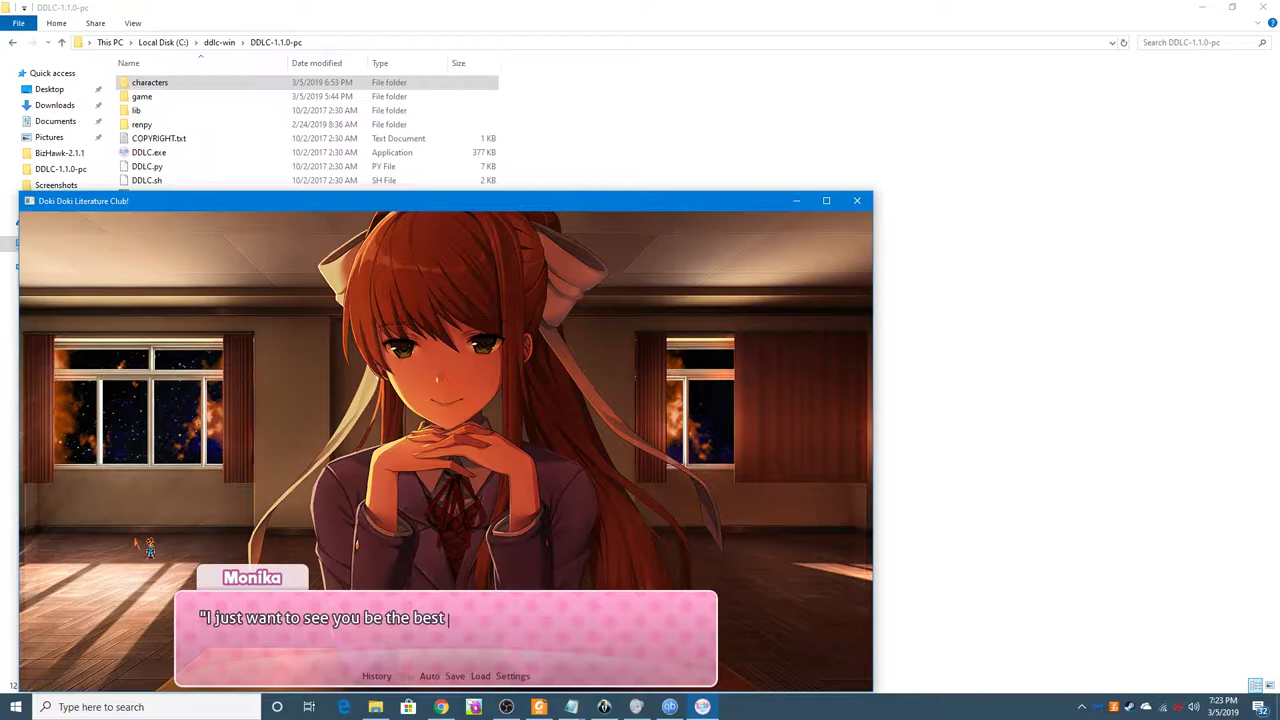 DDLC-1.1.0-pc
File Home Share View
This PC Local Disk (C:) ddlc-win DDLC-1.1.0-pc
Search DDLC-1.1.0-pc
Name Date modified Type Size
Quick access
Desktop
Downloads
Documents
Pictures
BizHawk-2.1.1
DDLC-1.1.0-pc
Screenshots
characters 3/5/2019 6:53 PM File folder
game 3/5/2019 5:44 PM File folder
lib 10/2/2017 2:30 AM File folder
renpy 2/24/2019 8:36 AM File folder
COPYRIGHT.txt 10/2/2017 2:30 AM Text Document 1 KB
DDLC.exe 10/2/2017 2:30 AM Application 377 KB
DDLC.py 10/2/2017 2:30 AM PY File 7 KB
DDLC.sh 10/2/2017 2:30 AM SH File 2 KB
Doki Doki Literature Club!
Monika
"I just want to see you be the best
History Auto Save Load Settings
12
Type here to search
7:23 PM
3/5/2019
32